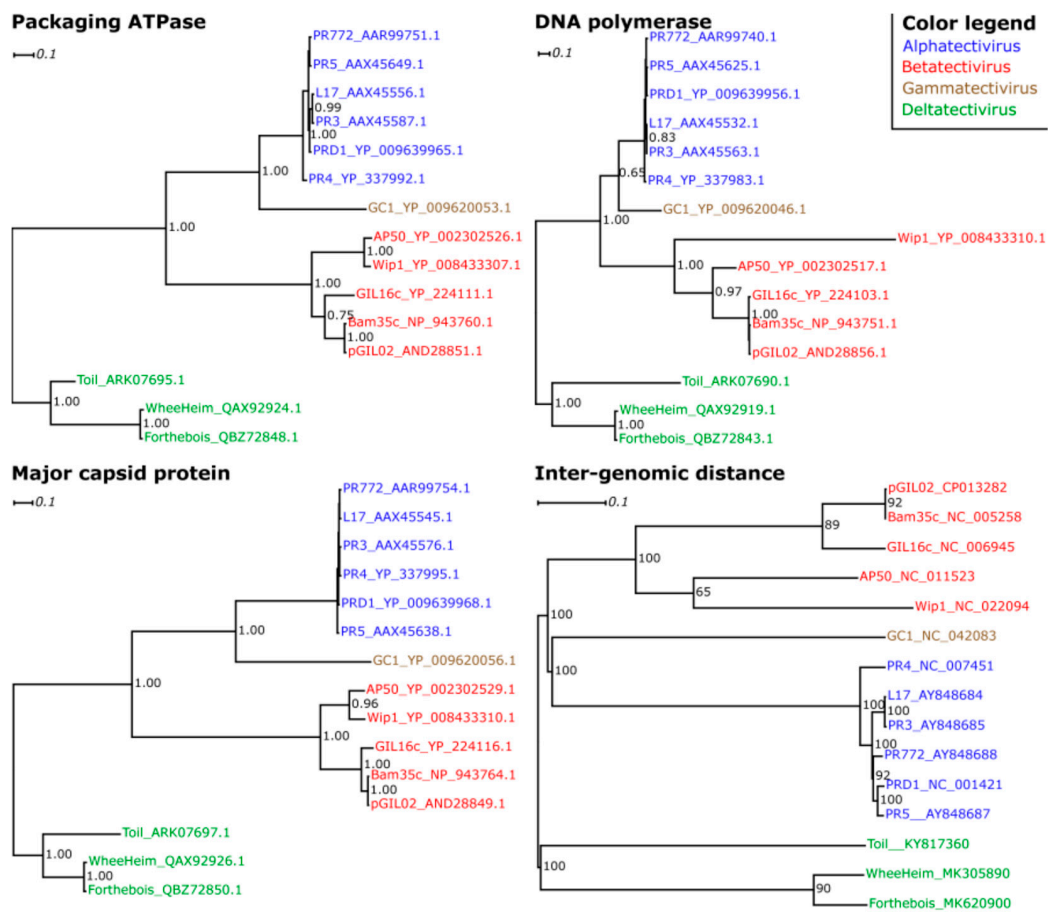 Packaging ATPase
0.1
PR772_AAR99751.1
PR5_AAX45649.1
L17_AAX45556.1
0.99
PR3_AAX45587.1
1.00
PRD1_YP_009639965.1
1.00
PR4_YP_337992.1
GC1_YP_009620053.1
1.00
AP50_YP_002302526.1
1.00
Wip1_YP_008433307.1
1.00
GIL16c_YP_224111.1
0.75
Bam35c_NP_943760.1
1.00
pGIL02_AND28851.1
Toil_ARK07695.1
1.00
WheeHeim_QAX92924.1
1.00
Forthebois_QBZ72848.1
DNA polymerase
0.1
PR772_AAR99740.1
PR5_AAX45625.1
PRD1_YP_009639956.1
L17_AAX45532.1
0.83
PR3_AAX45563.1
0.65
PR4_YP_337983.1
GC1_YP_009620046.1
1.00
Wip1_YP_008433310.1
1.00
AP50_YP_002302517.1
0.97
GIL16c_YP_224103.1
1.00
Bam35c_NP_943751.1
pGIL02_AND28856.1
Toil_ARK07690.1
1.00
WheeHeim_QAX92919.1
1.00
Forthebois_QBZ72843.1
Color legend
Alphatectivirus
Betatectivirus
Gammatectivirus
Deltatectivirus
Major capsid protein
0.1
PR772_AAR99754.1
L17_AAX45545.1
PR3_AAX45576.1
PR4_YP_337995.1
PRD1_YP_009639968.1
PR5_AAX45638.1
1.00
GC1_YP_009620056.1
1.00
AP50_YP_002302529.1
0.96
Wip1_YP_008433310.1
1.00
GIL16c_YP_224116.1
1.00
Bam35c_NP_943764.1
1.00
pGIL02_AND28849.1
Toil_ARK07697.1
1.00
WheeHeim_QAX92926.1
1.00
Forthebois_QBZ72850.1
Inter-genomic distance
0.1
pGIL02_CP013282
92
Bam35c_NC_005258
89
GIL16c_NC_006945
100
AP50_NC_011523
65
Wip1_NC_022094
100
GC1_NC_042083
100
PR4_NC_007451
L17_AY848684
100
100
PR3_AY848685
100
PR772_AY848688
92
PRD1_NC_001421
100
PR5__AY848687
Toil__KY817360
100
WheeHeim_MK305890
90
Forthebois_MK620900